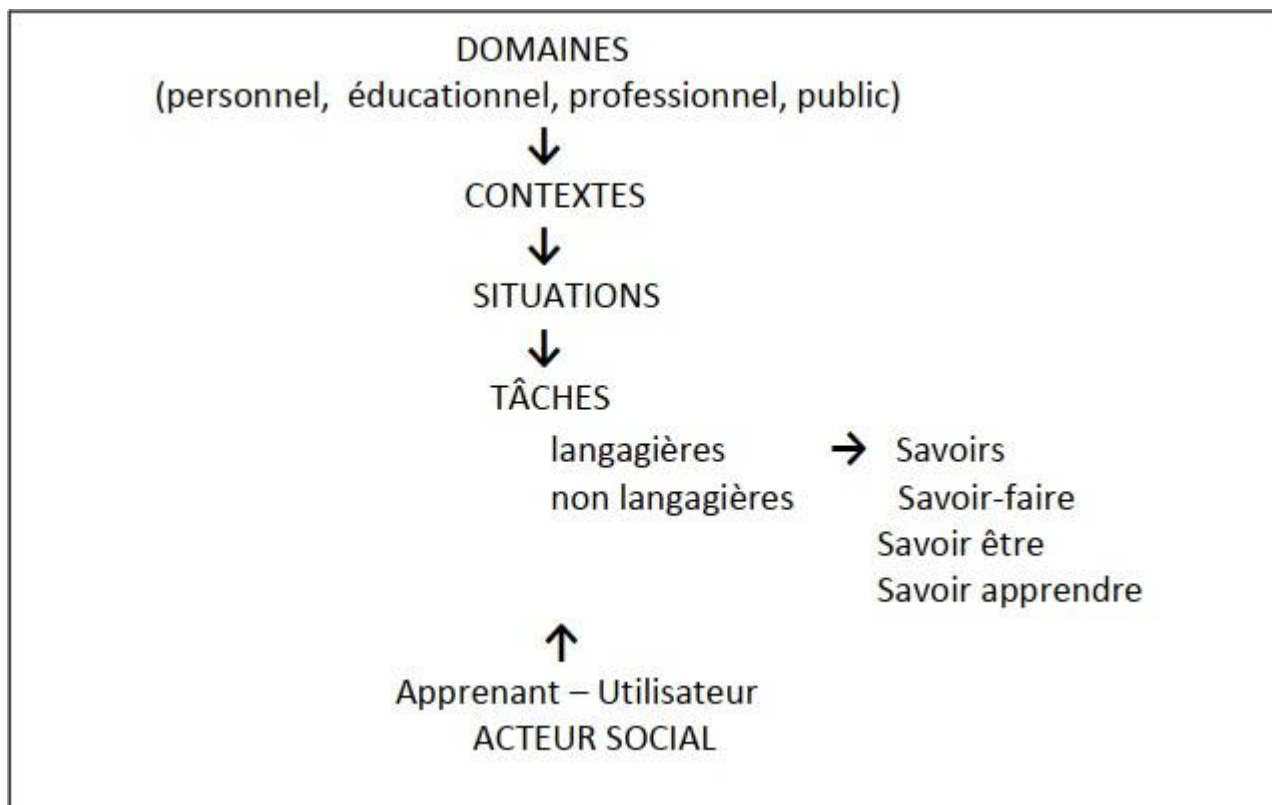 DOMAINES
(personnel, éducationnel, professionnel, public)
↓
CONTEXTES
↓
SITUATIONS
↓
TÂCHES
langagières → Savoirs
non langagières Savoir-faire
Savoir être
Savoir apprendre
↑
Apprenant – Utilisateur
ACTEUR SOCIAL